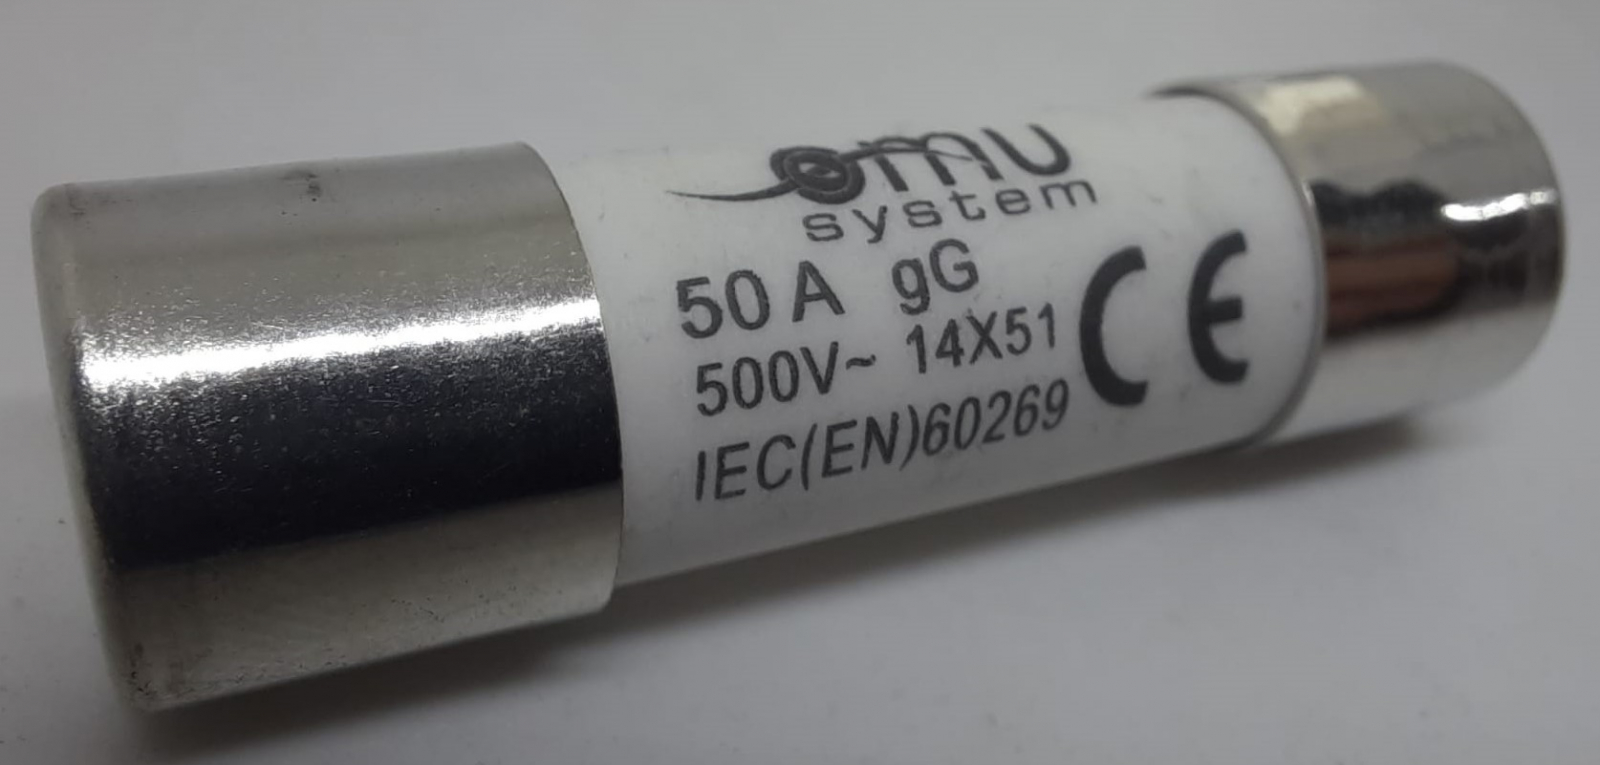 omu
system
50 A gG
500V~ 14X51
IEC(EN)60269
CE